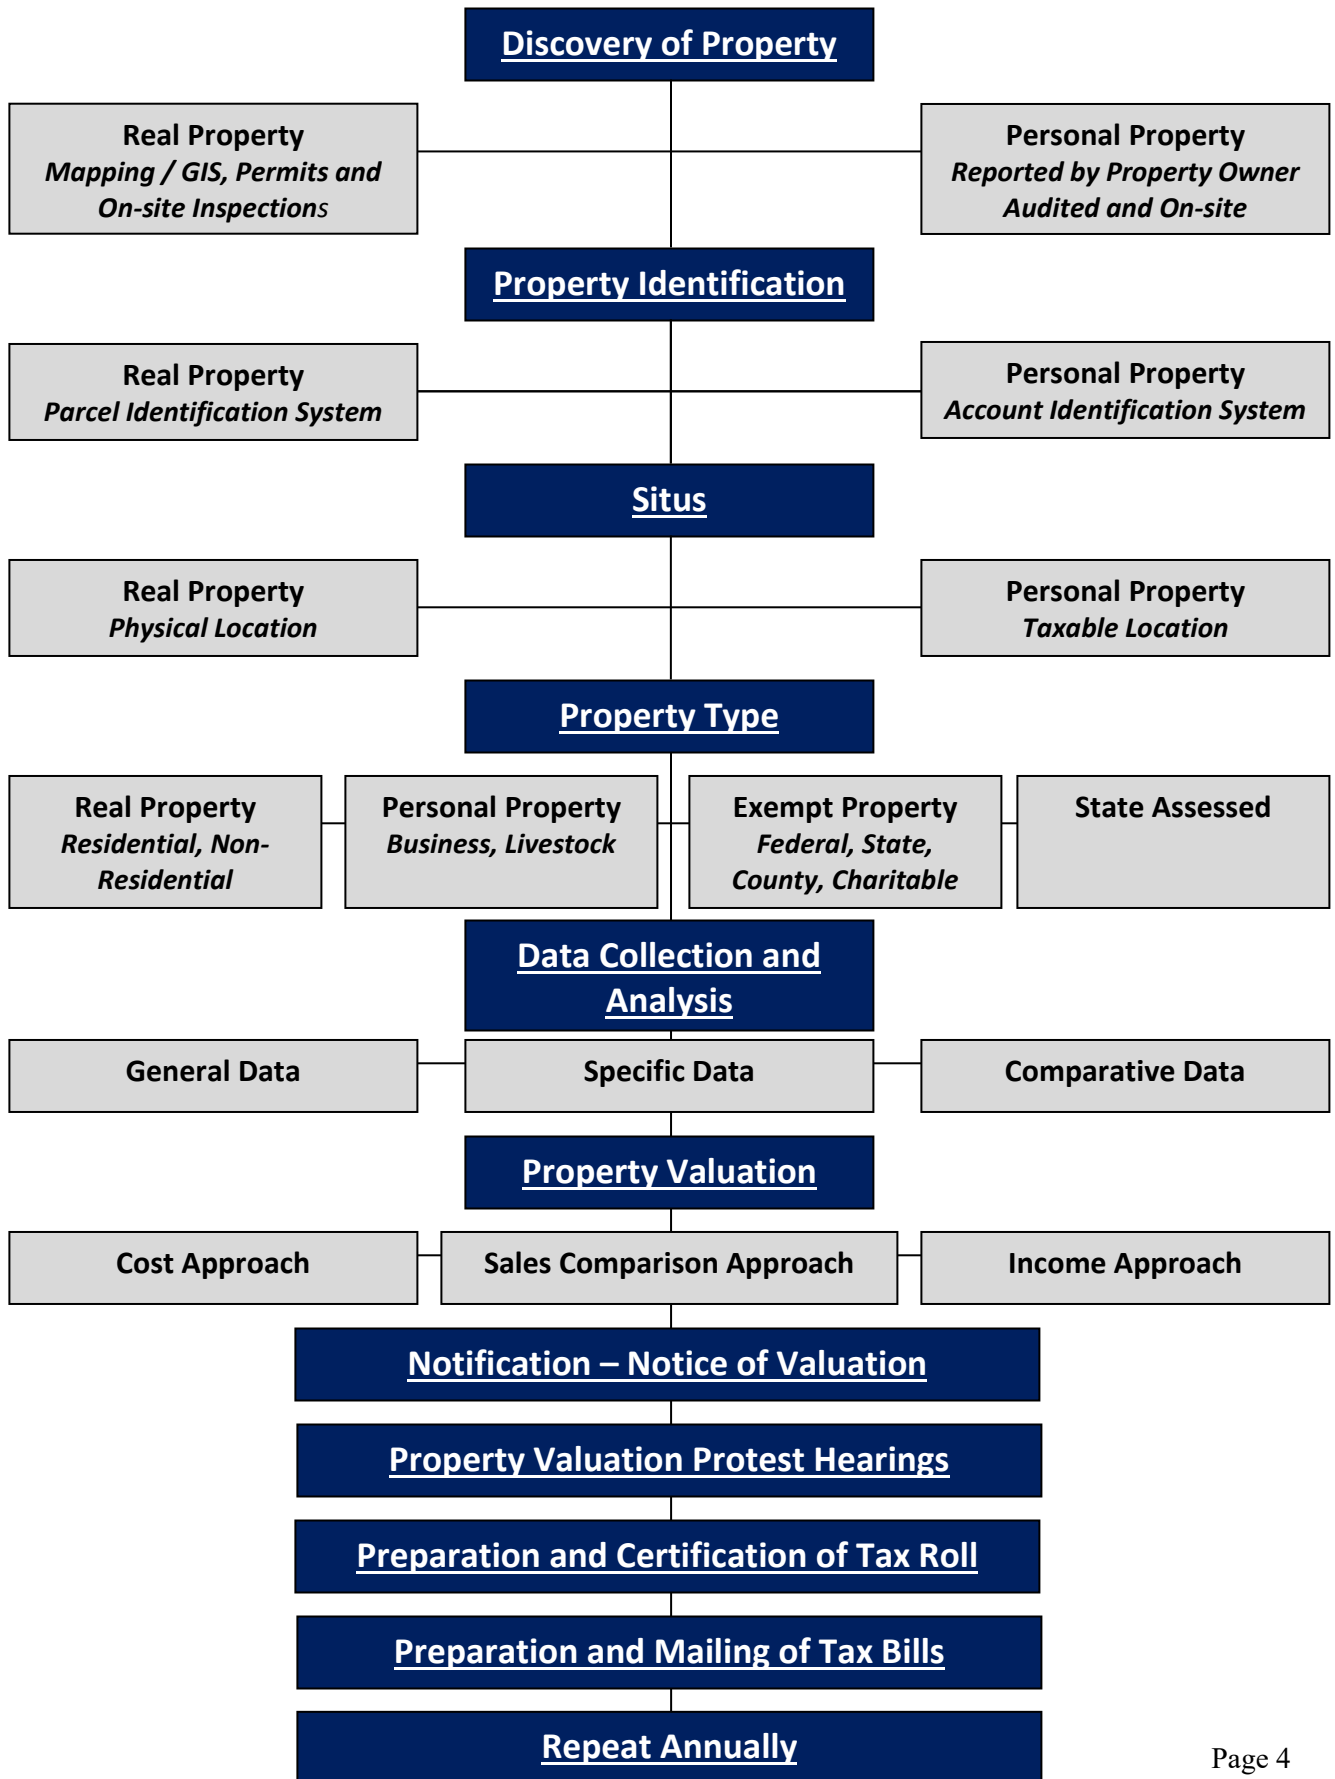 Discovery of Property
Real Property
Mapping / GIS, Permits and
On-site Inspections
Personal Property
Reported by Property Owner
Audited and On-site
Property Identification
Real Property
Parcel Identification System
Personal Property
Account Identification System
Situs
Real Property
Physical Location
Personal Property
Taxable Location
Property Type
Real Property
Residential, Non-
Residential
Personal Property
Business, Livestock
Exempt Property
Federal, State,
County, Charitable
State Assessed
Data Collection and
Analysis
General Data
Specific Data
Comparative Data
Property Valuation
Cost Approach
Sales Comparison Approach
Income Approach
Notification – Notice of Valuation
Property Valuation Protest Hearings
Preparation and Certification of Tax Roll
Preparation and Mailing of Tax Bills
Repeat Annually
Page 4